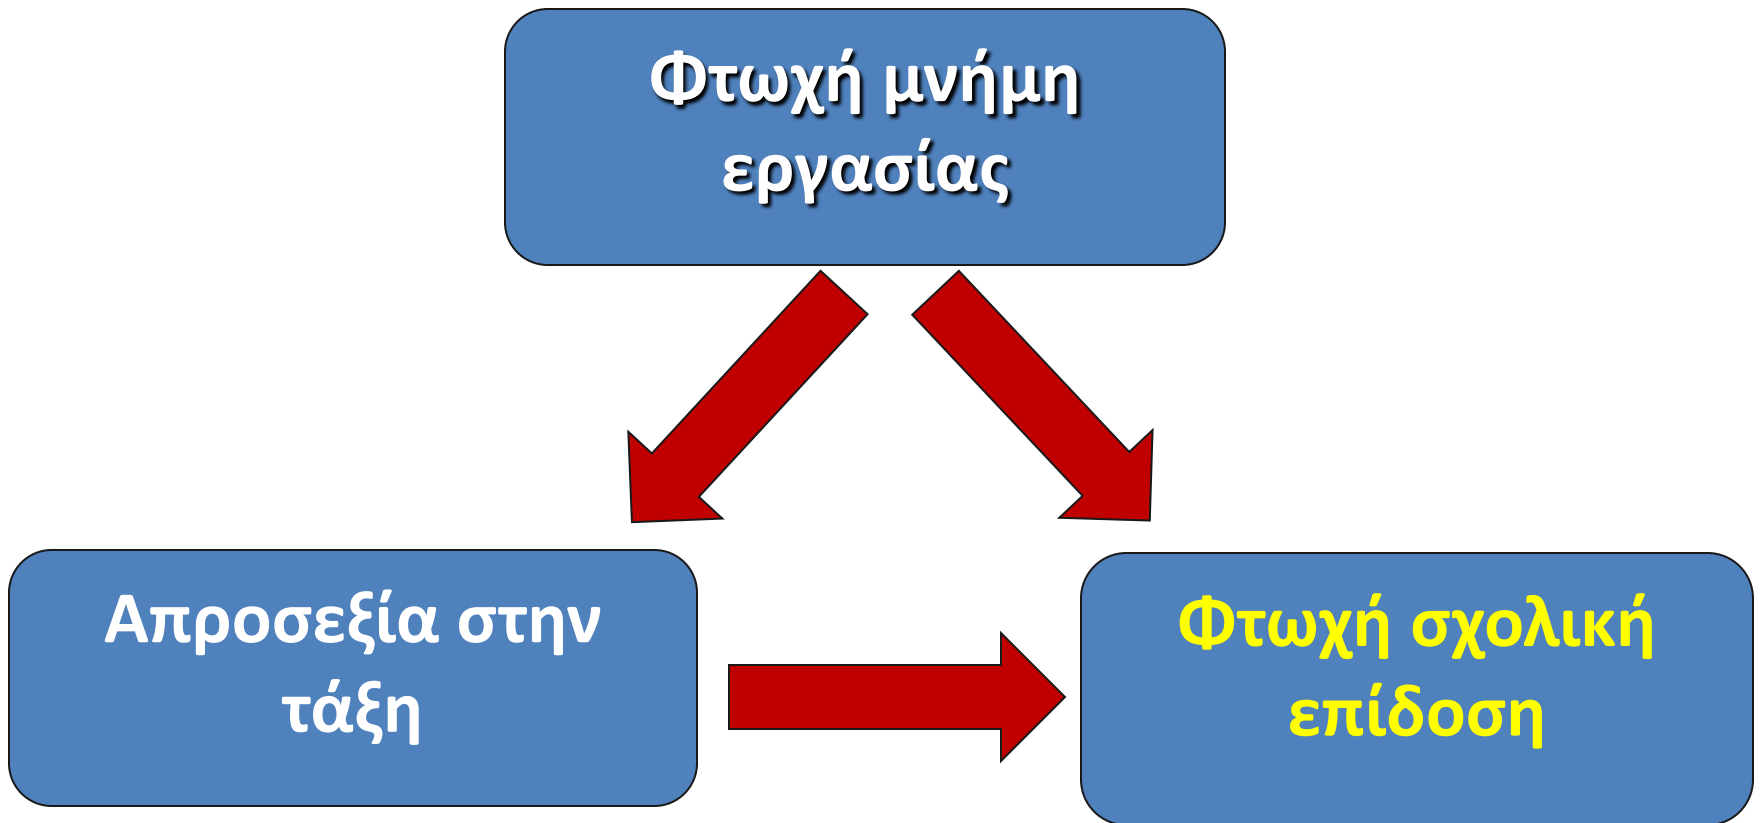 Φτωχή μνήμη
εργασίας
Απροσεξία στην
τάξη
Φτωχή σχολική
επίδοση